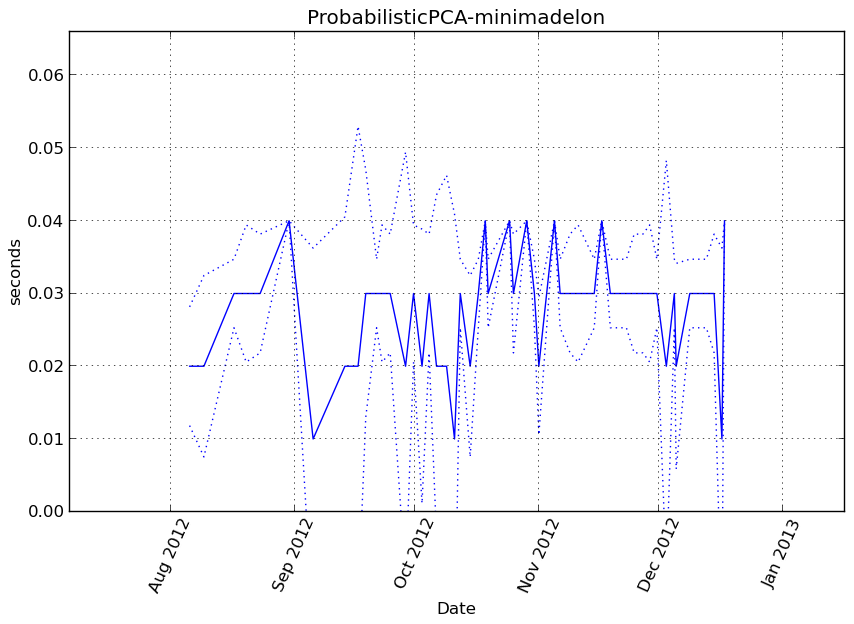 ProbabilisticPCA-minimadelon
0.06
0.05
0.04
0.03
0.02
0.01
0.00
seconds
Aug 2012
Sep 2012
Oct 2012
Nov 2012
Dec 2012
Jan 2013
Date